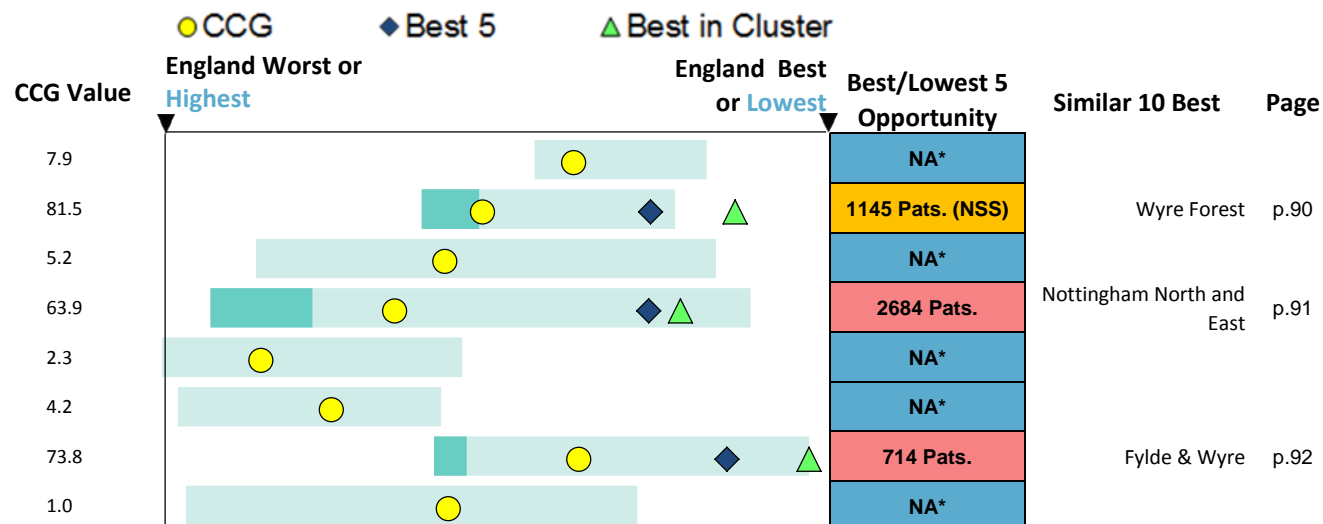 CCG Best 5 Best in Cluster
CCG Value England Worst or Highest England Best or Lowest Best/Lowest 5 Opportunity Similar 10 Best Page
7.9 NA*
81.5 1145 Pats. (NSS) Wyre Forest p.90
5.2 NA*
63.9 2684 Pats. Nottingham North and East p.91
2.3 NA*
4.2 NA*
73.8 714 Pats. Fylde & Wyre p.92
1.0 NA*